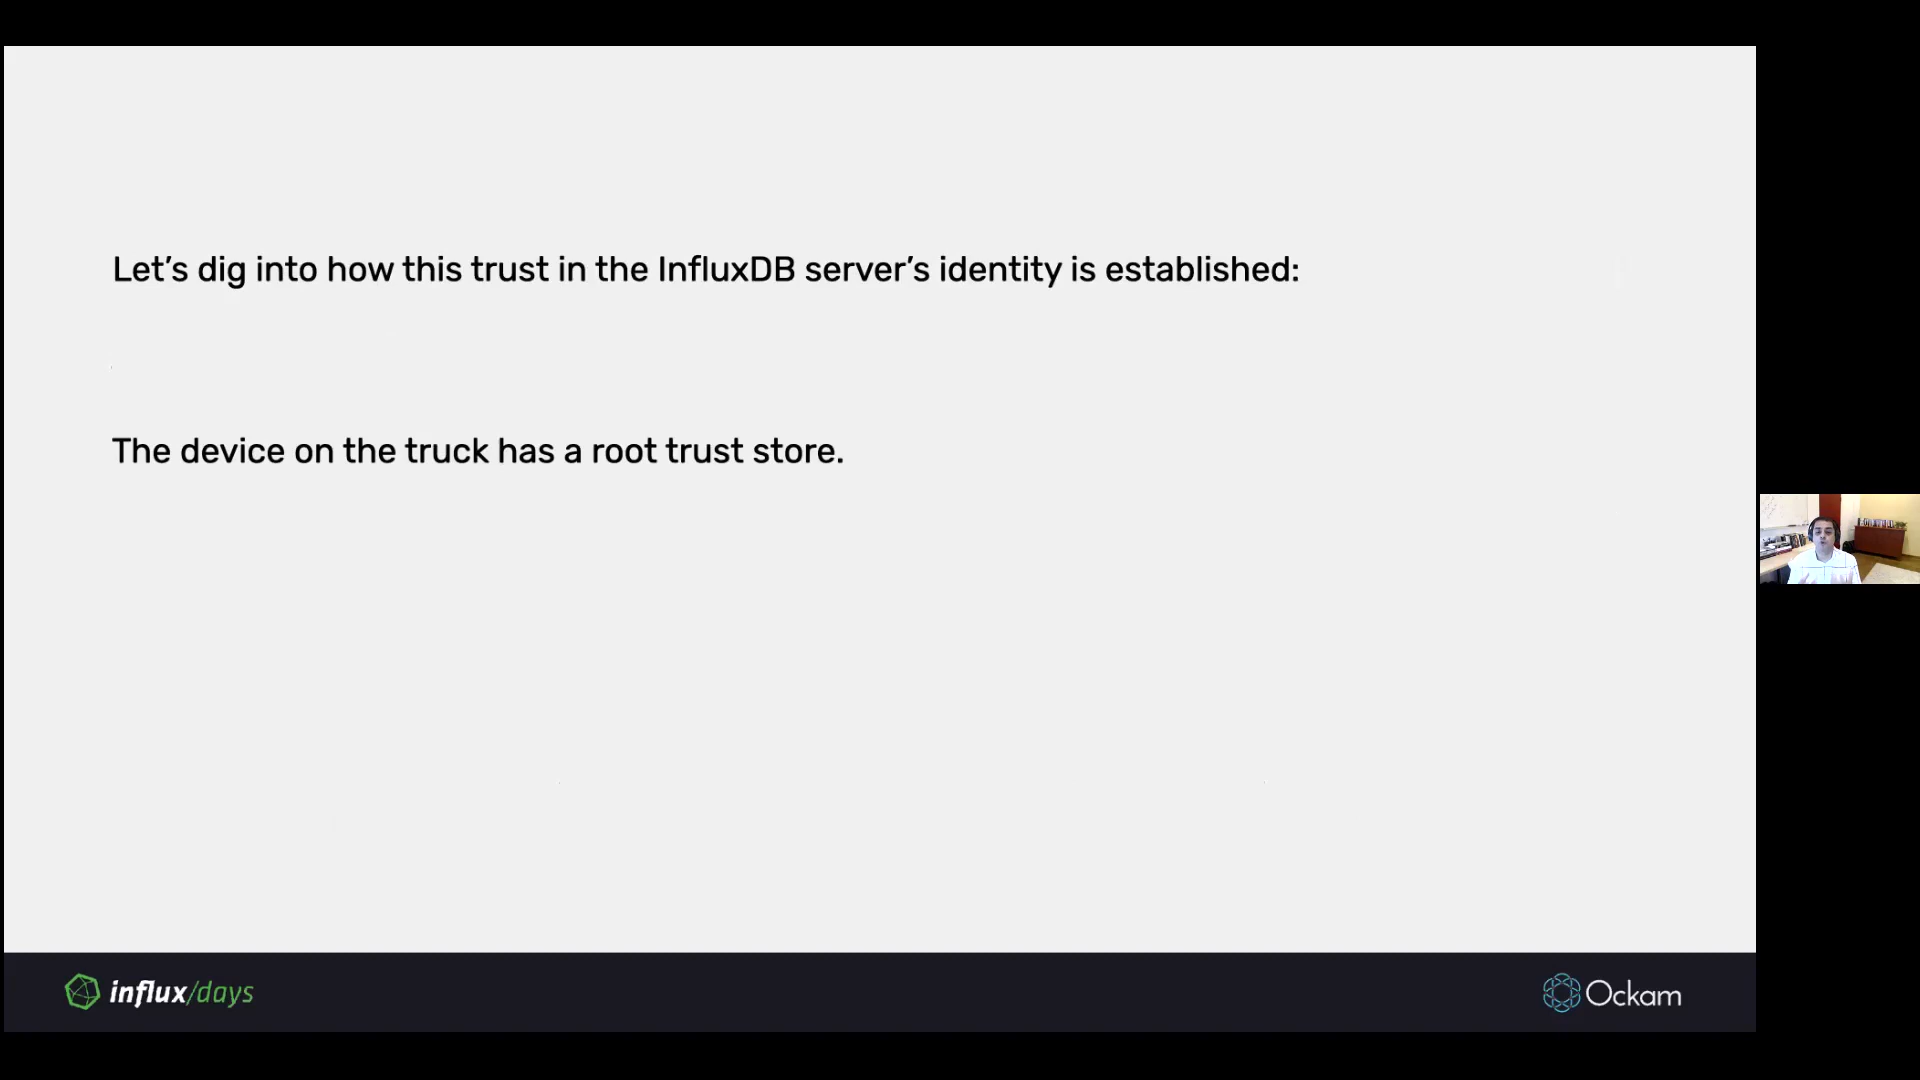 Let's dig into how this trust in the InfluxDB server's identity is established:
The device on the truck has a root trust store.
influx/days
Ockam